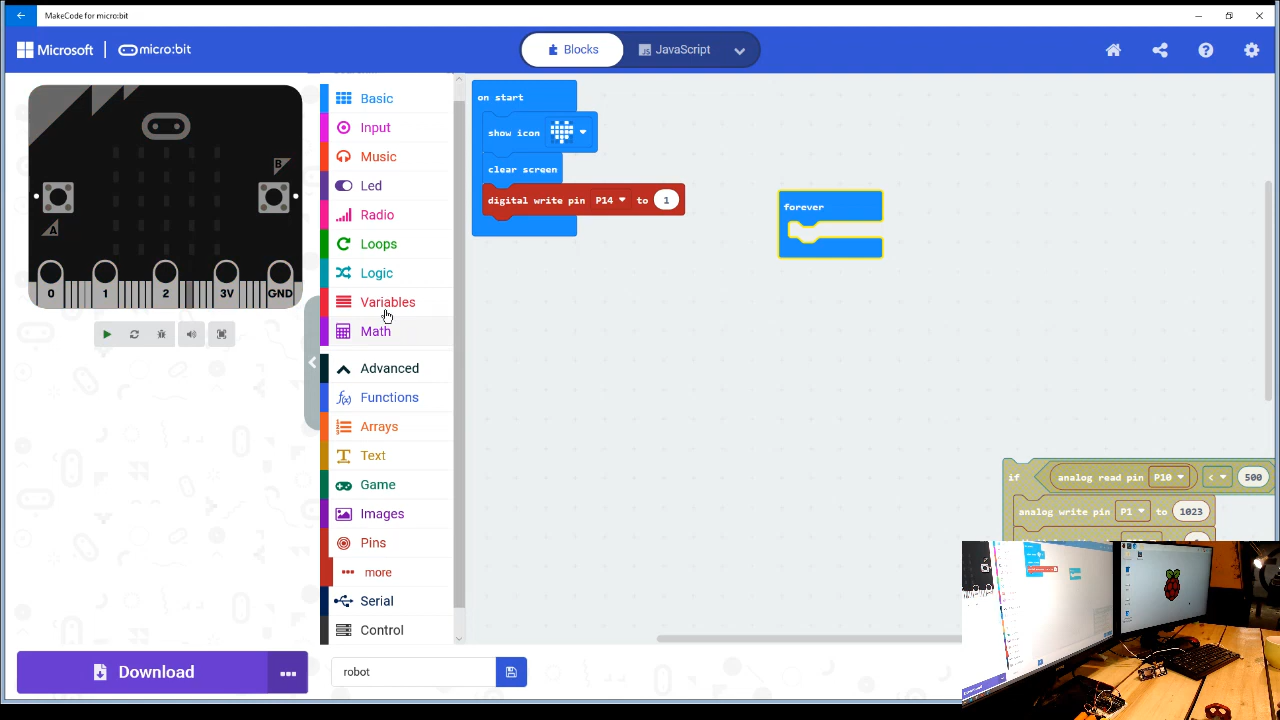 MakeCode for micro:bit
Microsoft
micro:bit
Blocks
JavaScript
B
A
0 1 2 3V GND
Basic
Input
Music
Led
Radio
Loops
Logic
Variables
Math
Advanced
Functions
Arrays
Text
Game
Images
Pins
more
Serial
Control
on start
show icon
clear screen
digital write pin P14 to 1
forever
if analog read pin P10 < 500
analog write pin P1 to 1023
Download
robot